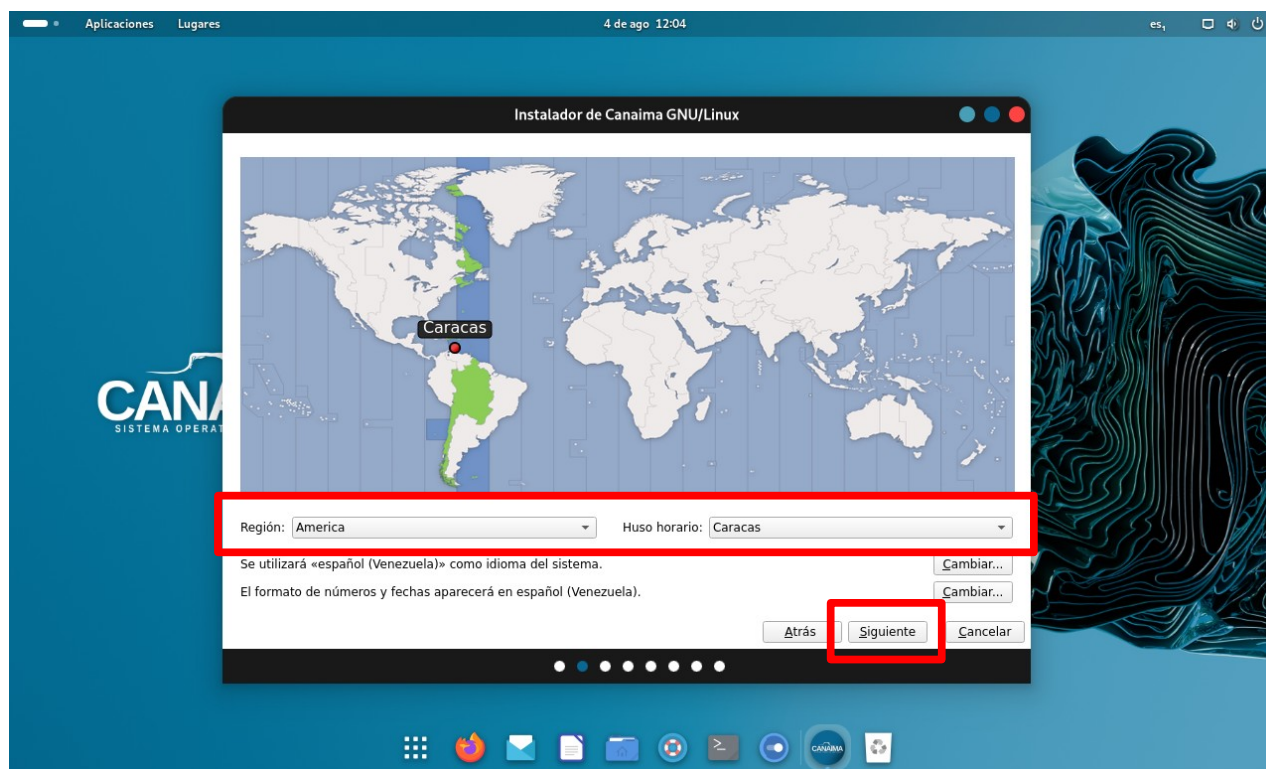 Aplicaciones Lugares 4 de ago 12:04 es,
Instalador de Canaima GNU/Linux
Caracas
CANA
SISTEMA OPERAT
Región: America Huso horario: Caracas
Se utilizará «español (Venezuela)» como idioma del sistema. Cambiar...
El formato de números y fechas aparecerá en español (Venezuela). Cambiar...
Atrás Siguiente Cancelar
CANAIMA